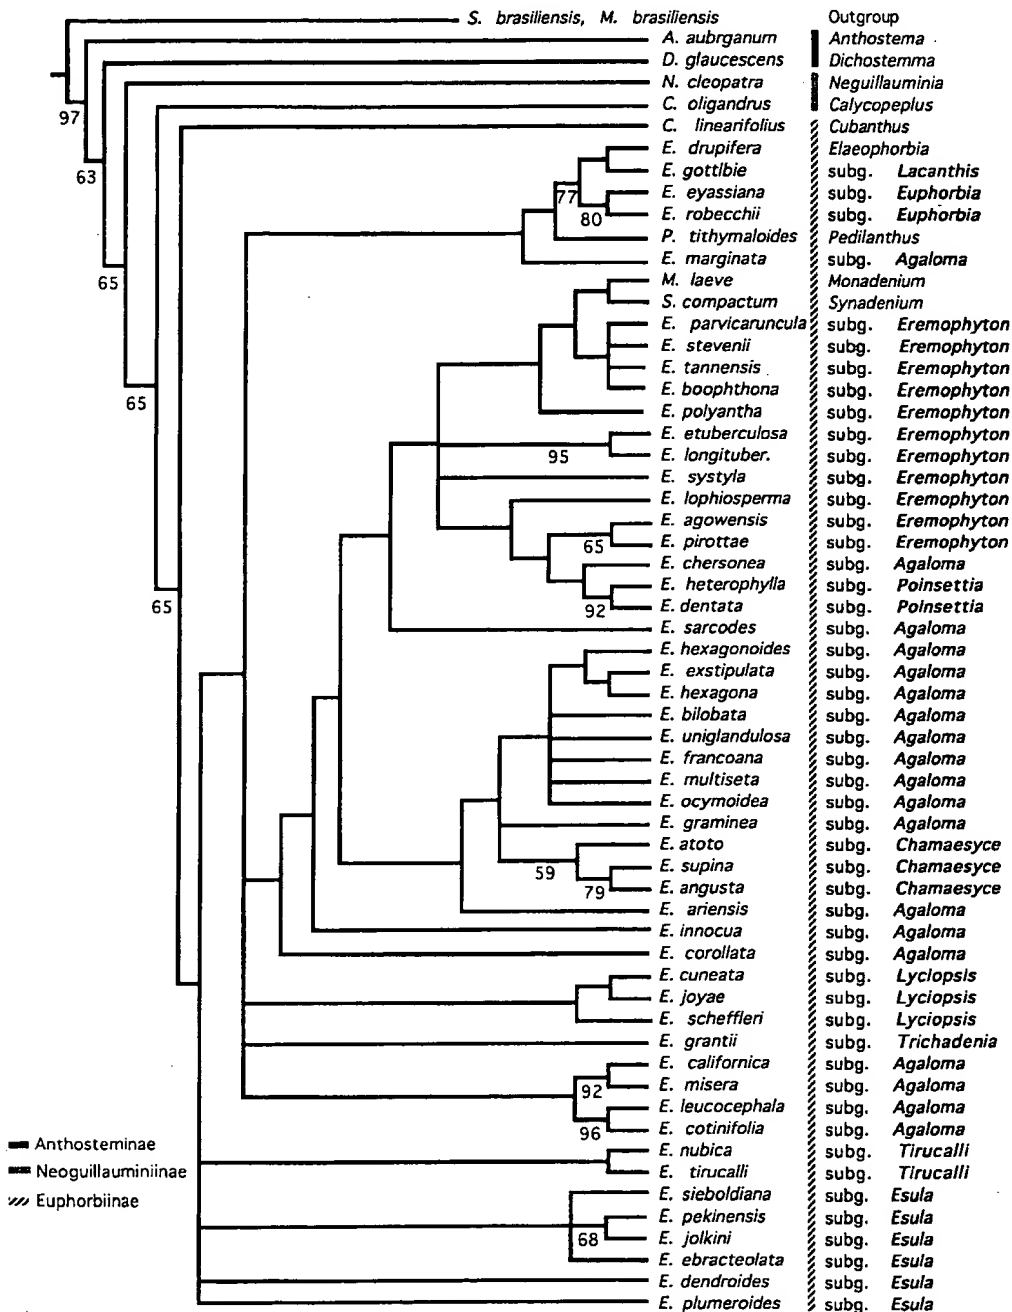 S. brasiliensis, M. brasiliensis Outgroup
A. aubrganum Anthostema
D. glaucescens Dichostemma
N. cleopatra Neguillauminia
97
C. oligandrus Calycopeplus
C. linearifolius Cubanthus
E. drupifera Elaeophorbia
63
E. gottlbie subg. Lacanthis
77
E. eyassiana subg. Euphorbia
80
E. robecchii subg. Euphorbia
P. tithymaloides Pedilanthus
E. marginata subg. Agaloma
65
M. laeve Monadenium
S. compactum Synadenium
E. parvicaruncula subg. Eremophyton
E. stevenli subg. Eremophyton
E. tannensis subg. Eremophyton
E. boophthona subg. Eremophyton
65
E. polyantha subg. Eremophyton
E. etuberculosa subg. Eremophyton
95
E. longituber. subg. Eremophyton
E. systyla subg. Eremophyton
E. lophiosperma subg. Eremophyton
E. agowensis subg. Eremophyton
65
E. pirottae subg. Eremophyton
E. chersonea subg. Agaloma
E. heterophylla subg. Poinsettia
65
92
E. dentata subg. Poinsettia
E. sarcodes subg. Agaloma
E. hexagonoides subg. Agaloma
E. exstipulata subg. Agaloma
E. hexagona subg. Agaloma
E. bilobata subg. Agaloma
E. uniglandulosa subg. Agaloma
E. francoana subg. Agaloma
E. multiseta subg. Agaloma
E. ocymoidea subg. Agaloma
E. graminea subg. Agaloma
E. atoto subg. Chamaesyce
59
E. supina subg. Chamaesyce
79
E. angusta subg. Chamaesyce
E. ariensis subg. Agaloma
E. innocua subg. Agaloma
E. corollata subg. Agaloma
E. cuneata subg. Lyciopsis
E. joyae subg. Lyciopsis
E. scheffleri subg. Lyciopsis
E. grantii subg. Trichadenia
E. californica subg. Agaloma
92
E. misera subg. Agaloma
E. leucocephala subg. Agaloma
96
E. cotinifolia subg. Agaloma
Anthosteminae
E. nubica subg. Tirucalli
Neoguillauminiinae
E. tirucalli subg. Tirucalli
Euphorbiinae
E. sieboldiana subg. Esula
E. pekinensis subg. Esula
68
E. jolkini subg. Esula
E. ebracteolata subg. Esula
E. dendroides subg. Esula
E. plumeroides subg. Esula